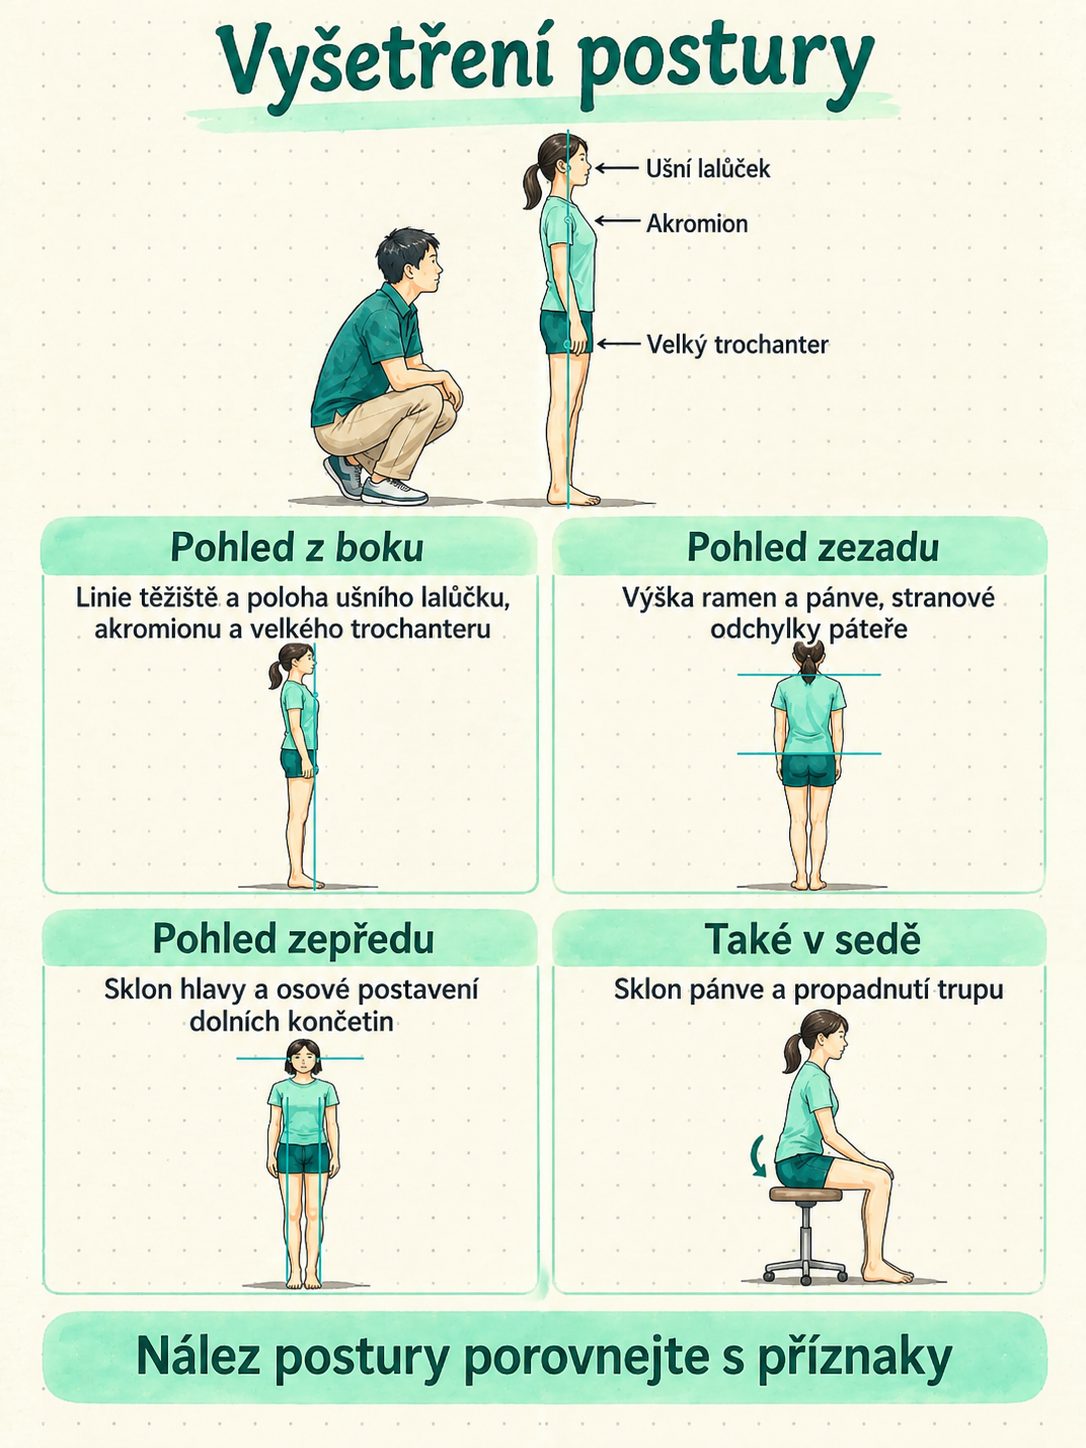 Vyšetření postury
Ušní lalůček
Akromion
Velký trochanter
Pohled z boku
Linie těžiště a poloha ušního lalůčku,
akromionu a velkého trochanteru
Pohled zezadu
Výška ramen a pánve, stranové
odchylky páteře
Pohled zepředu
Sklon hlavy a osové postavení
dolních končetin
Také v sedě
Sklon pánve a propadnutí trupu
Nález postury porovnejte s příznaky